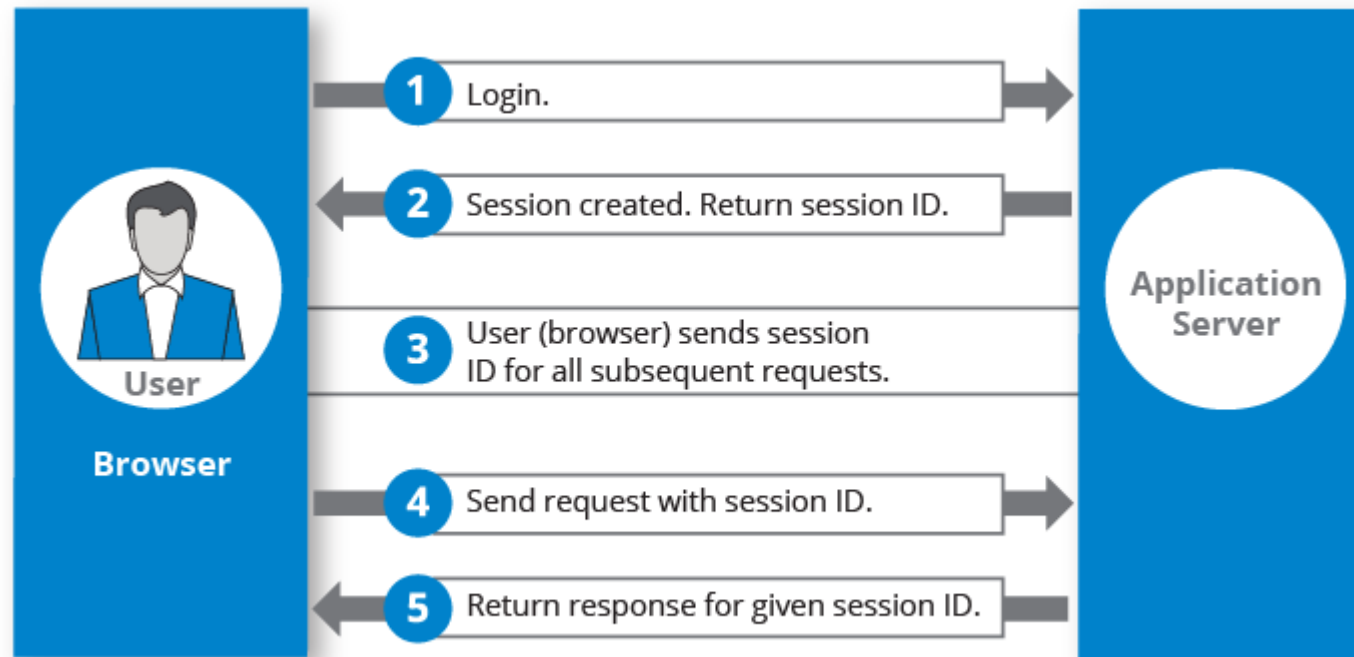 1 Login.
2 Session created. Return session ID.
User
Browser
3 User (browser) sends session
ID for all subsequent requests.
Application
Server
4 Send request with session ID.
5 Return response for given session ID.